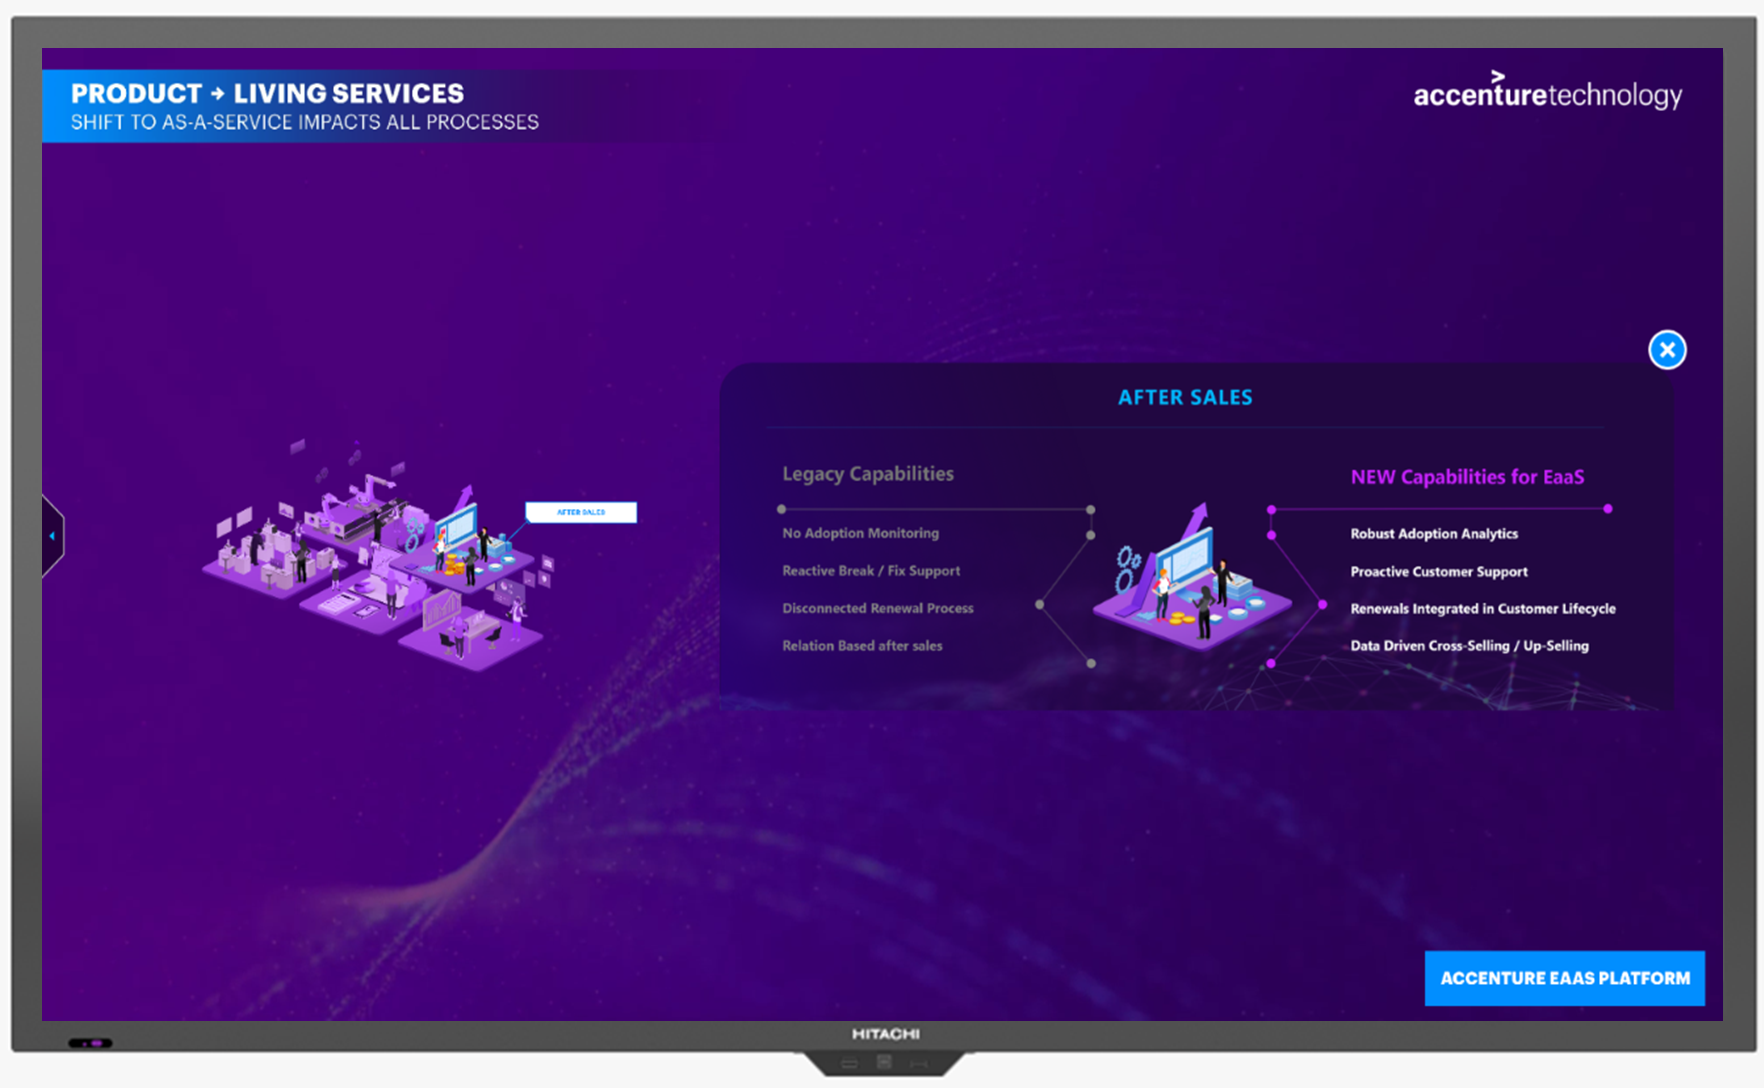 PRODUCT → LIVING SERVICES
SHIFT TO AS-A-SERVICE IMPACTS ALL PROCESSES
accenturetechnology
AFTER SALES
AFTER SALES
Legacy Capabilities
No Adoption Monitoring
Reactive Break / Fix Support
Disconnected Renewal Process
Relation Based after sales
NEW Capabilities for EaaS
Robust Adoption Analytics
Proactive Customer Support
Renewals Integrated in Customer Lifecycle
Data Driven Cross-Selling / Up-Selling
ACCENTURE EAAS PLATFORM
HITACHI